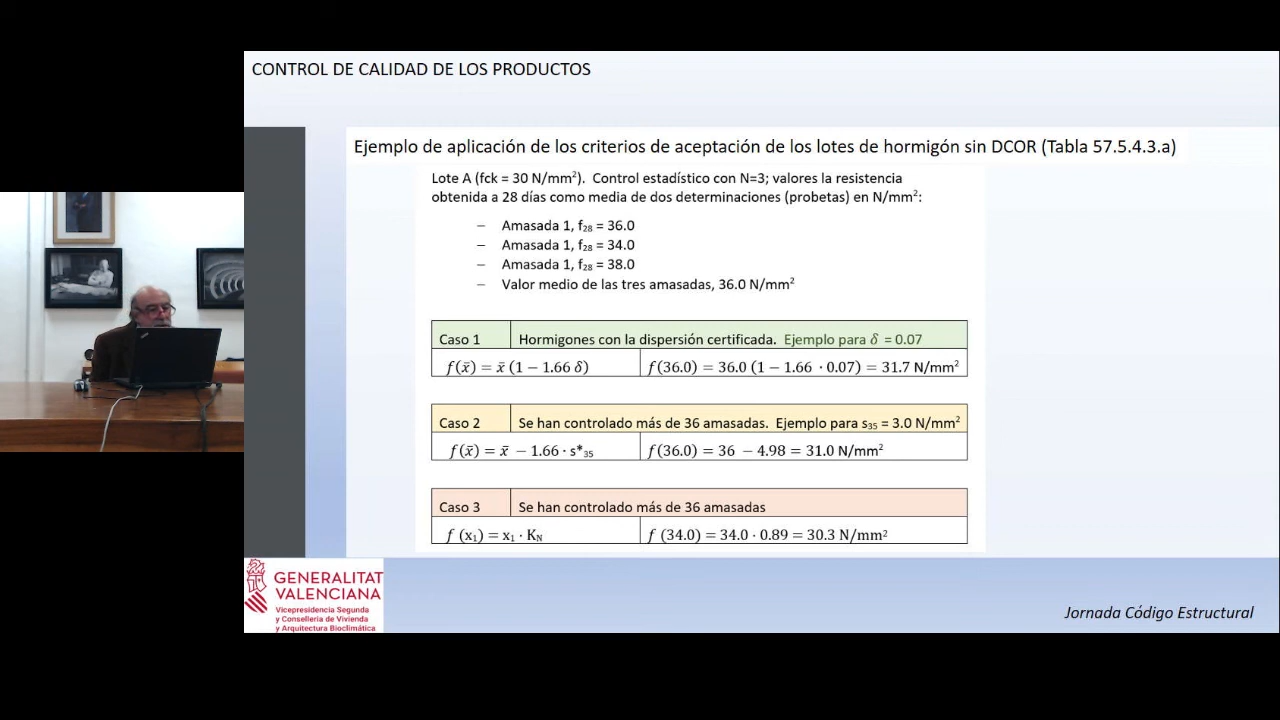 CONTROL DE CALIDAD DE LOS PRODUCTOS
Ejemplo de aplicación de los criterios de aceptación de los lotes de hormigón sin DCOR (Tabla 57.5.4.3.a)
Lote A (fck = 30 N/mm²). Control estadístico con N=3; valores la resistencia
obtenida a 28 días como media de dos determinaciones (probetas) en N/mm²:
– Amasada 1, f₂₈ = 36.0
– Amasada 1, f₂₈ = 34.0
– Amasada 1, f₂₈ = 38.0
– Valor medio de las tres amasadas, 36.0 N/mm²
Caso 1 Hormigones con la dispersión certificada. Ejemplo para δ = 0.07
f(x̄) = x̄ (1 − 1.66 δ) f(36.0) = 36.0 (1 − 1.66 · 0.07) = 31.7 N/mm²
Caso 2 Se han controlado más de 36 amasadas. Ejemplo para s₃₅ = 3.0 N/mm²
f(x̄) = x̄ − 1.66 · s*₃₅ f(36.0) = 36 − 4.98 = 31.0 N/mm²
Caso 3 Se han controlado más de 36 amasadas
f (x₁) = x₁ · K_N f (34.0) = 34.0 · 0.89 = 30.3 N/mm²
GENERALITAT
VALENCIANA
Vicepresidencia Segunda
y Conselleria de Vivienda
y Arquitectura Bioclimática
Jornada Código Estructural